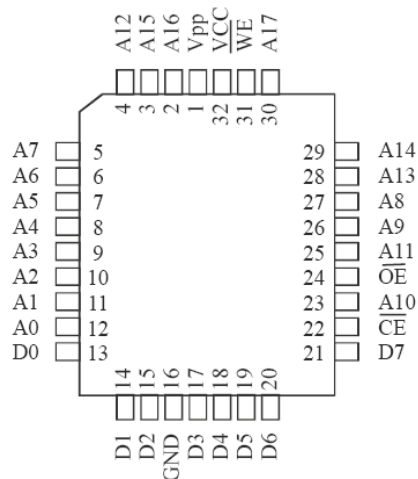 A12 A15 A16 Vpp VCC W̅E̅ A17
4 3 2 1 32 31 30
A7 5 29 A14
A6 6 28 A13
A5 7 27 A8
A4 8 26 A9
A3 9 25 A11
A2 10 24 O̅E̅
A1 11 23 A10
A0 12 22 C̅E̅
D0 13 21 D7
14 15 16 17 18 19 20
D1 D2 GND D3 D4 D5 D6